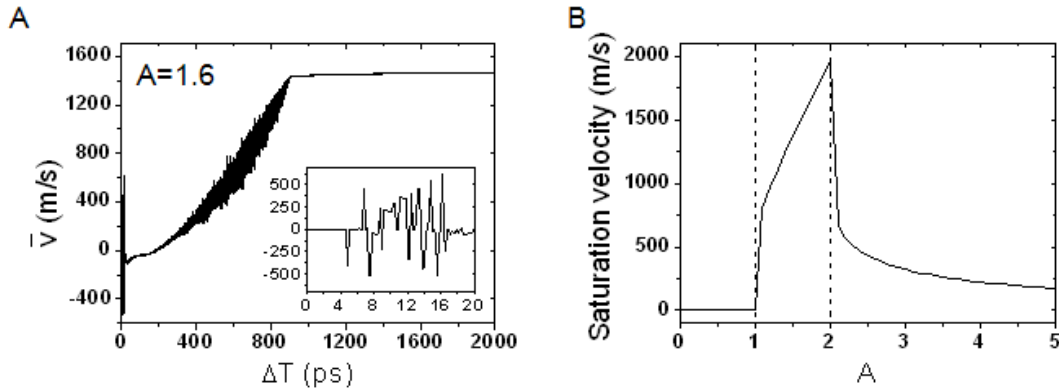 A
B
A=1.6
v̄ (m/s)
1600
1200
800
400
0
-400
0 400 800 1200 1600 2000
ΔT (ps)
500
250
0
-250
-500
0 4 8 12 16 20
Saturation velocity (m/s)
2000
1500
1000
500
0
0 1 2 3 4 5
A